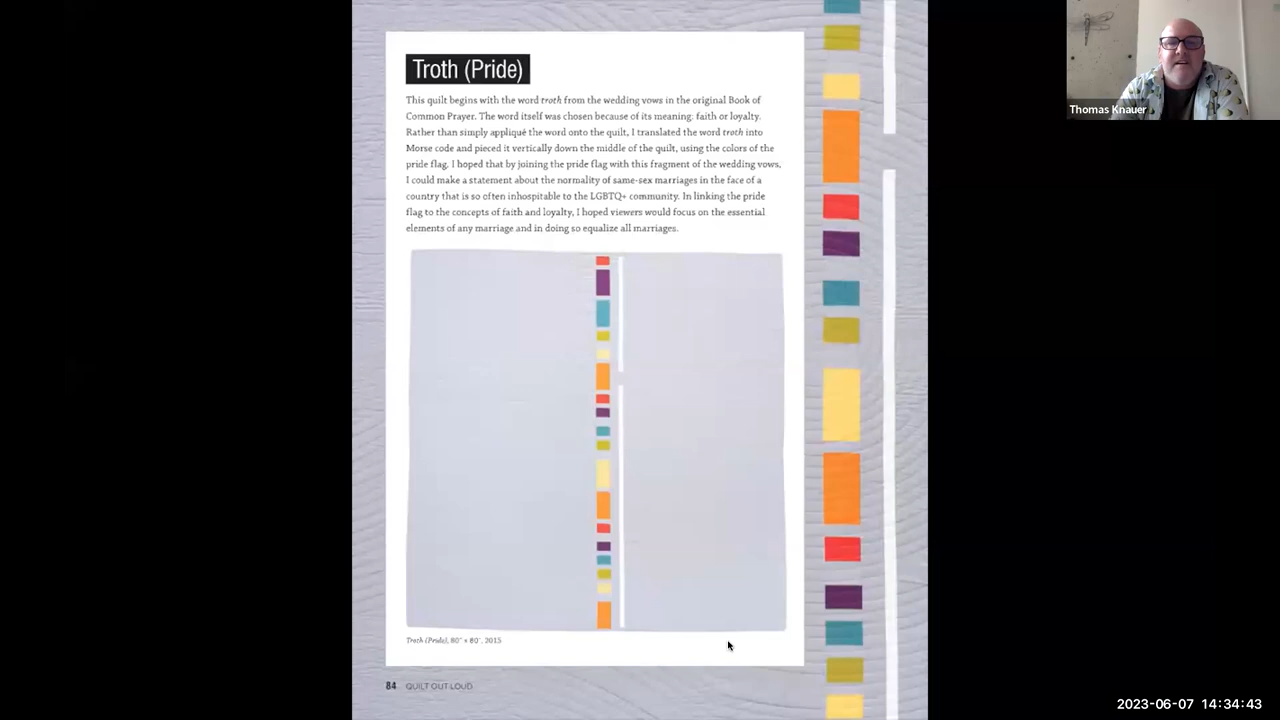 Troth (Pride)
This quilt begins with the word troth from the wedding vows in the original Book of
Common Prayer. The word itself was chosen because of its meaning: faith or loyalty.
Rather than simply appliqué the word onto the quilt, I translated the word troth into
Morse code and pieced it vertically down the middle of the quilt, using the colors of the
pride flag. I hoped that by joining the pride flag with this fragment of the wedding vows,
I could make a statement about the normality of same-sex marriages in the face of a
country that is so often inhospitable to the LGBTQ+ community. In linking the pride
flag to the concepts of faith and loyalty, I hoped viewers would focus on the essential
elements of any marriage and in doing so equalize all marriages.
Troth (Pride), 80″ × 80″, 2015
84 QUILT OUT LOUD
Thomas Knauer
2023-06-07 14:34:43